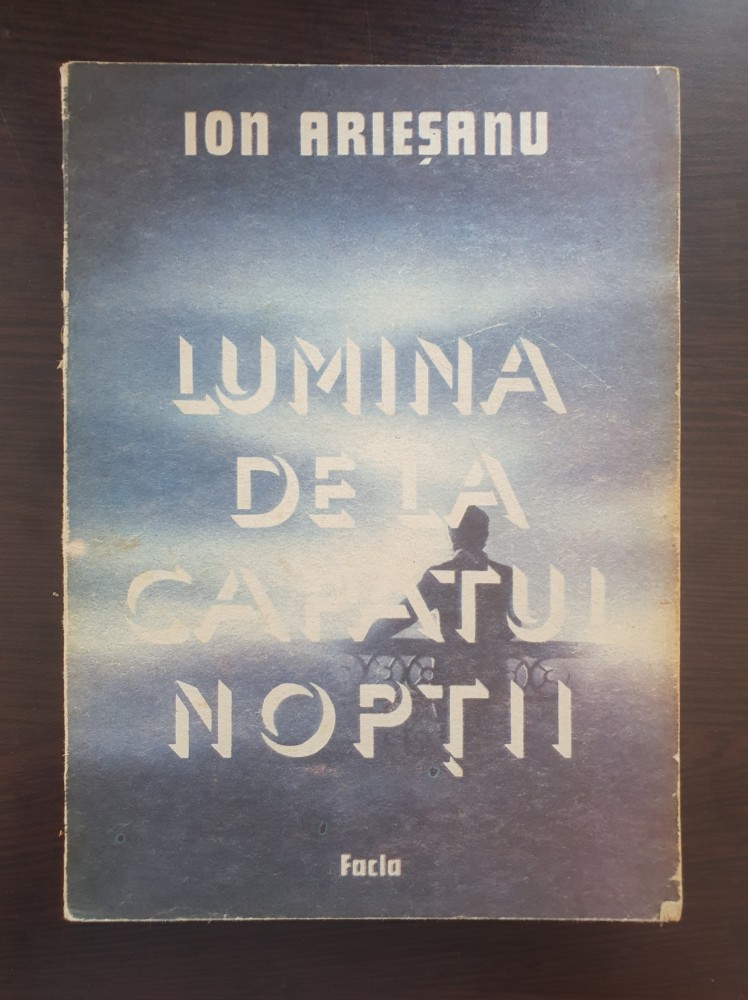 ION ARIEȘANU
LUMINA
DE LA
CAPATUL
NOPȚII
Facla